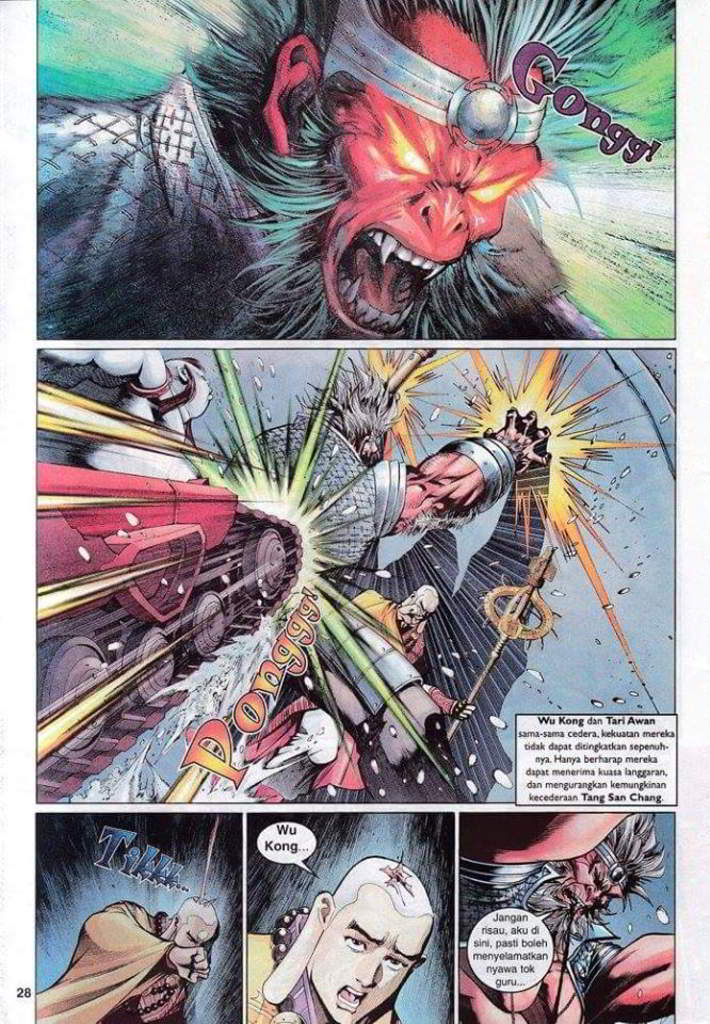 Gongg!
Pongggg!
Wu Kong dan Tari Awan
sama-sama cedera, kekuatan mereka
tidak dapat ditingkatkan sepenuh-
nya. Hanya berharap mereka
dapat menerima kuasa langgaran,
dan mengurangkan kemungkinan
kecederaan Tang San Chang.
Wu
Kong...
Jangan
risau, aku di
sini, pasti boleh
menyelamatkan
nyawa tok
guru...
28